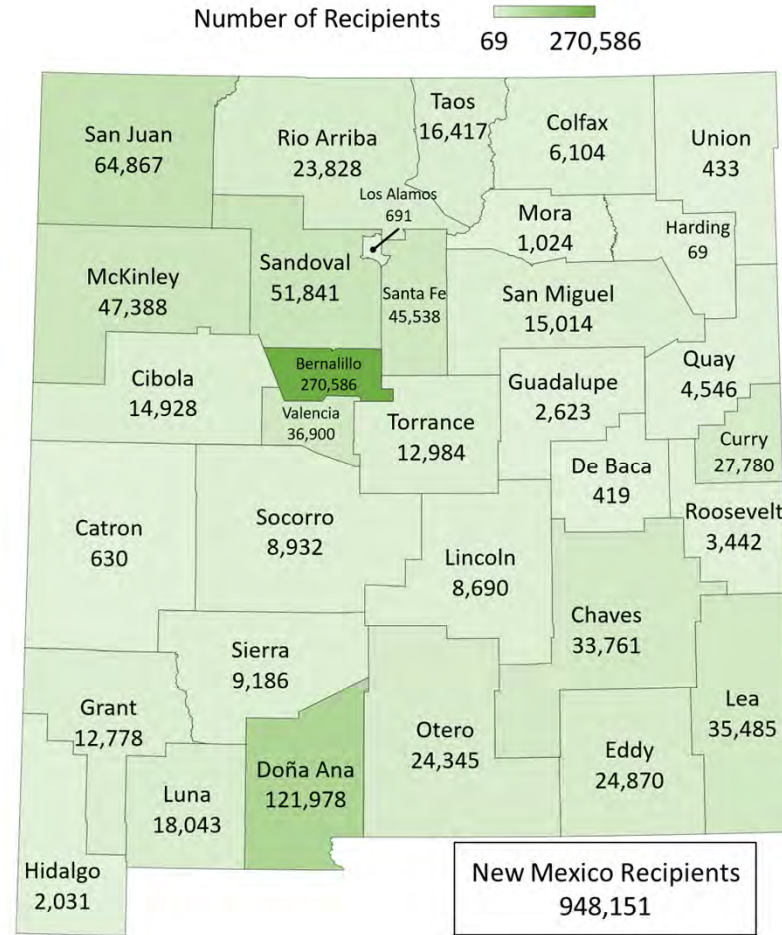 Number of Recipients
69 270,586
Taos
16,417
Colfax
6,104
San Juan
64,867
Rio Arriba
23,828
Union
433
Los Alamos
691
Mora
1,024
Harding
69
McKinley
47,388
Sandoval
51,841
Santa Fe
45,538
San Miguel
15,014
Bernalillo
270,586
Cibola
14,928
Guadalupe
2,623
Quay
4,546
Valencia
36,900
Torrance
12,984
Curry
27,780
De Baca
419
Catron
630
Socorro
8,932
Roosevelt
3,442
Lincoln
8,690
Chaves
33,761
Sierra
9,186
Lea
35,485
Grant
12,778
Otero
24,345
Eddy
24,870
Doña Ana
121,978
Luna
18,043
Hidalgo
2,031
New Mexico Recipients
948,151